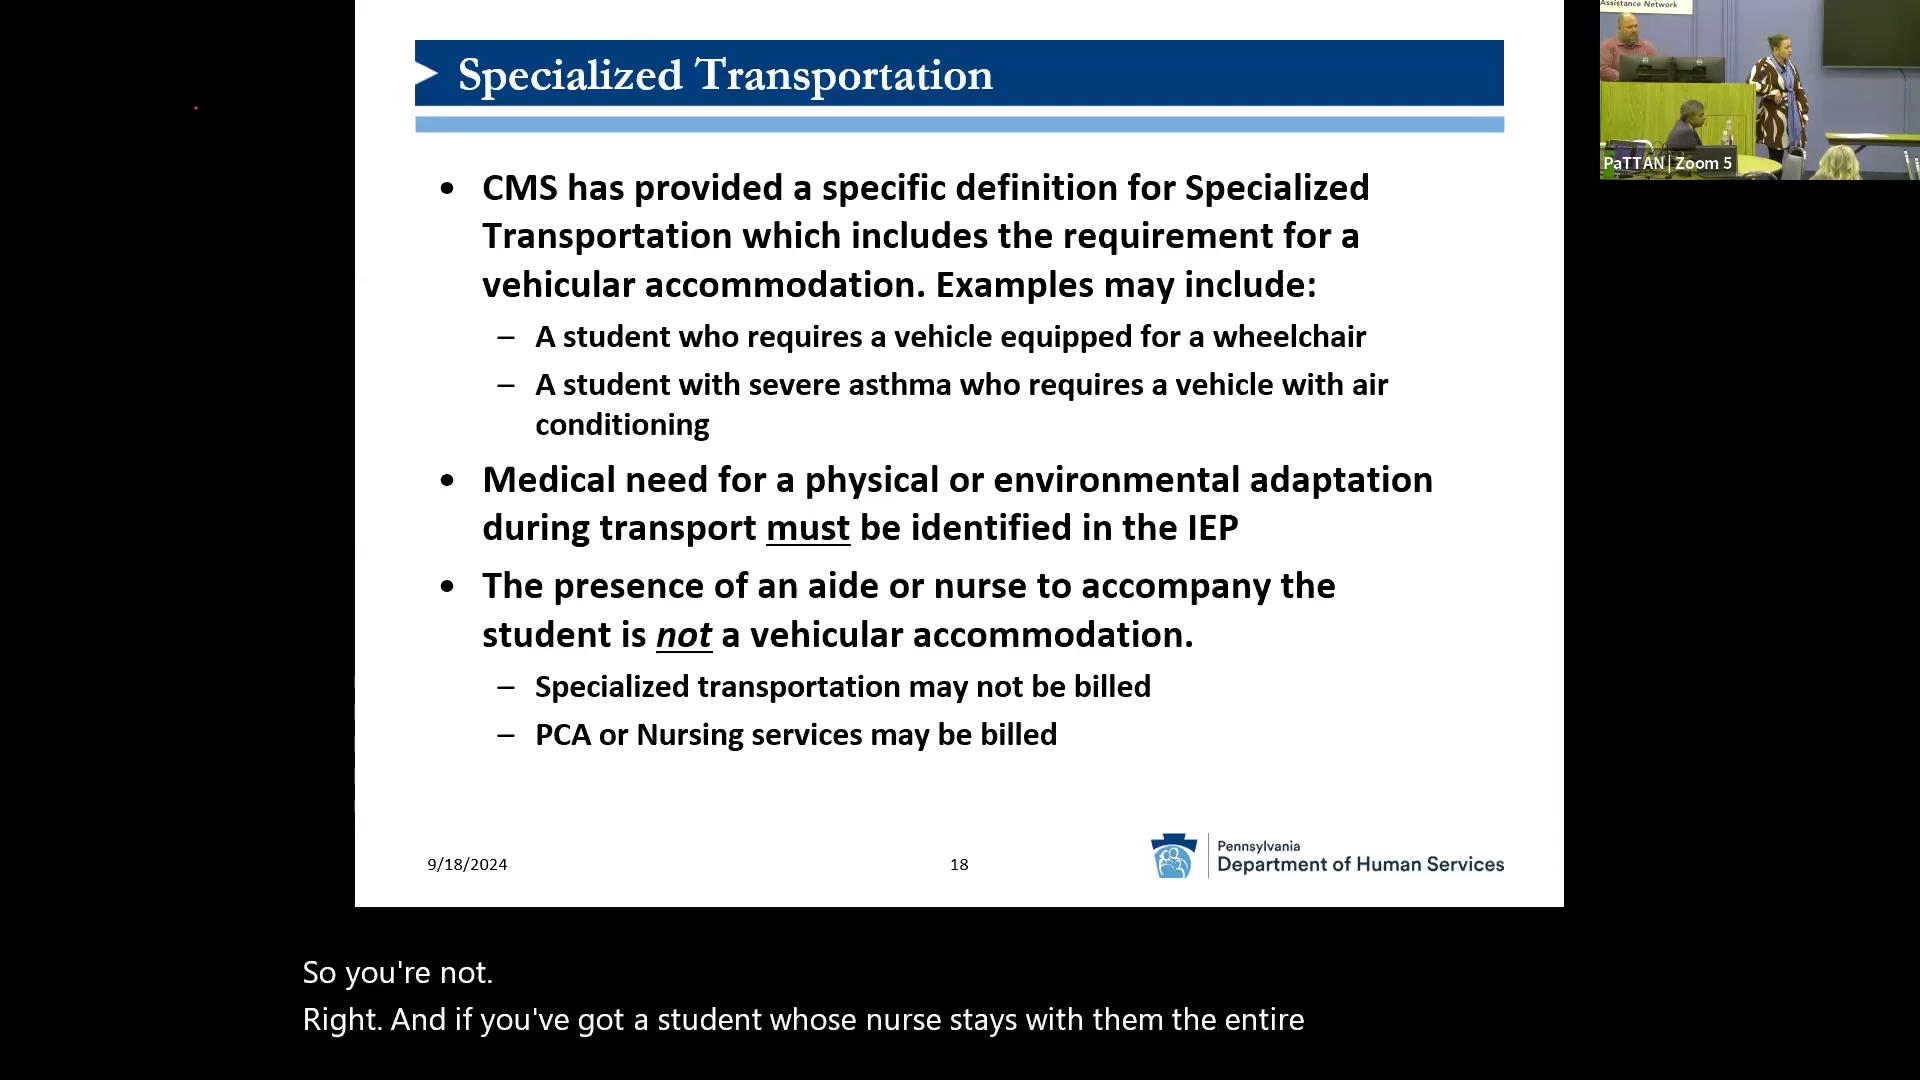 Assistance Network
Specialized Transportation
PaTTAN | Zoom 5
• CMS has provided a specific definition for Specialized
Transportation which includes the requirement for a
vehicular accommodation. Examples may include:
– A student who requires a vehicle equipped for a wheelchair
– A student with severe asthma who requires a vehicle with air
conditioning
• Medical need for a physical or environmental adaptation
during transport must be identified in the IEP
• The presence of an aide or nurse to accompany the
student is not a vehicular accommodation.
– Specialized transportation may not be billed
– PCA or Nursing services may be billed
9/18/2024
18
Pennsylvania
Department of Human Services
So you're not.
Right. And if you've got a student whose nurse stays with them the entire